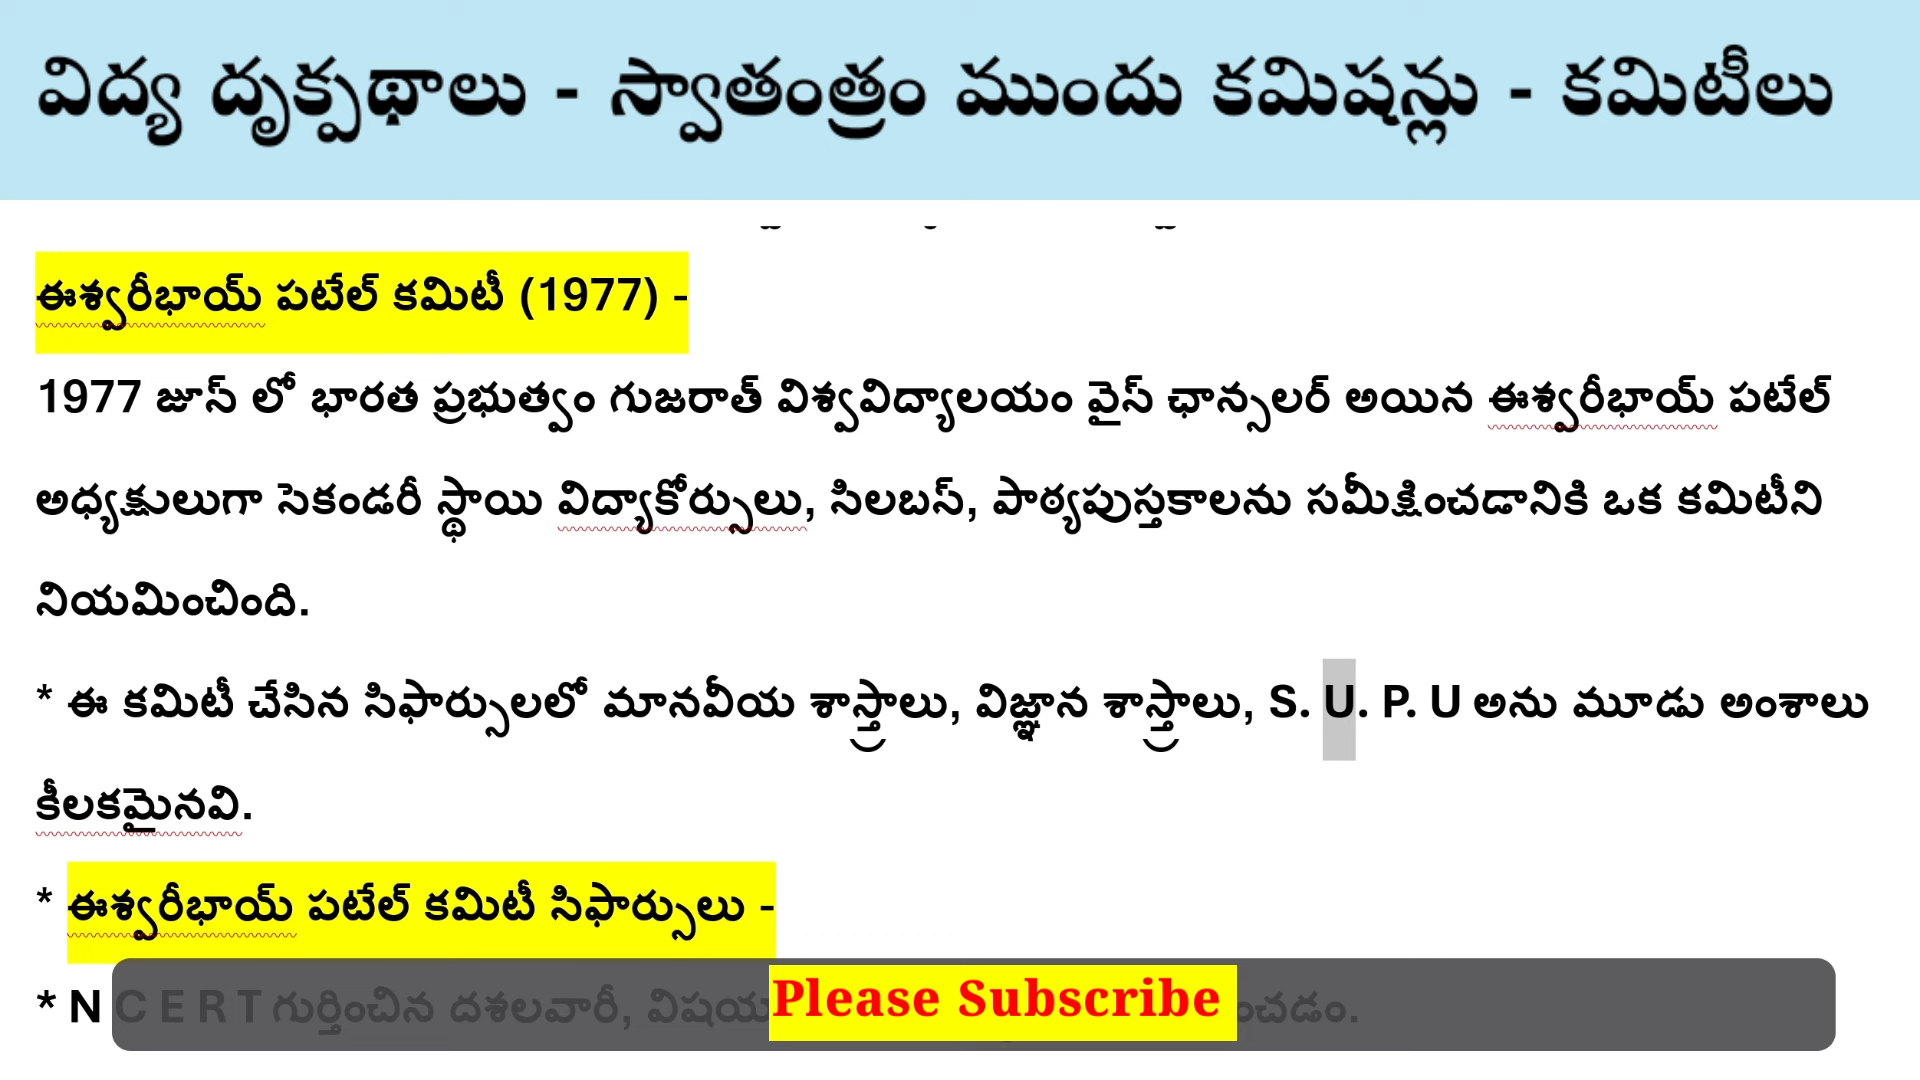 విద్య దృక్పథాలు - స్వాతంత్రం ముందు కమిషన్లు - కమిటీలు
ఈశ్వరీభాయ్ పటేల్ కమిటీ (1977) -
1977 జూన్ లో భారత ప్రభుత్వం గుజరాత్ విశ్వవిద్యాలయం వైస్ ఛాన్సలర్ అయిన ఈశ్వరీభాయ్ పటేల్
అధ్యక్షులుగా సెకండరీ స్థాయి విద్యాకోర్సులు, సిలబస్, పాఠ్యపుస్తకాలను సమీక్షించడానికి ఒక కమిటీని
నియమించింది.
* ఈ కమిటీ చేసిన సిఫార్సులలో మానవీయ శాస్త్రాలు, విజ్ఞాన శాస్త్రాలు, S. U. P. U అను మూడు అంశాలు
కీలకమైనవి.
* ఈశ్వరీభాయ్ పటేల్ కమిటీ సిఫార్సులు -
* N C E R T గుర్తించిన దశలవారీ,
Please Subscribe